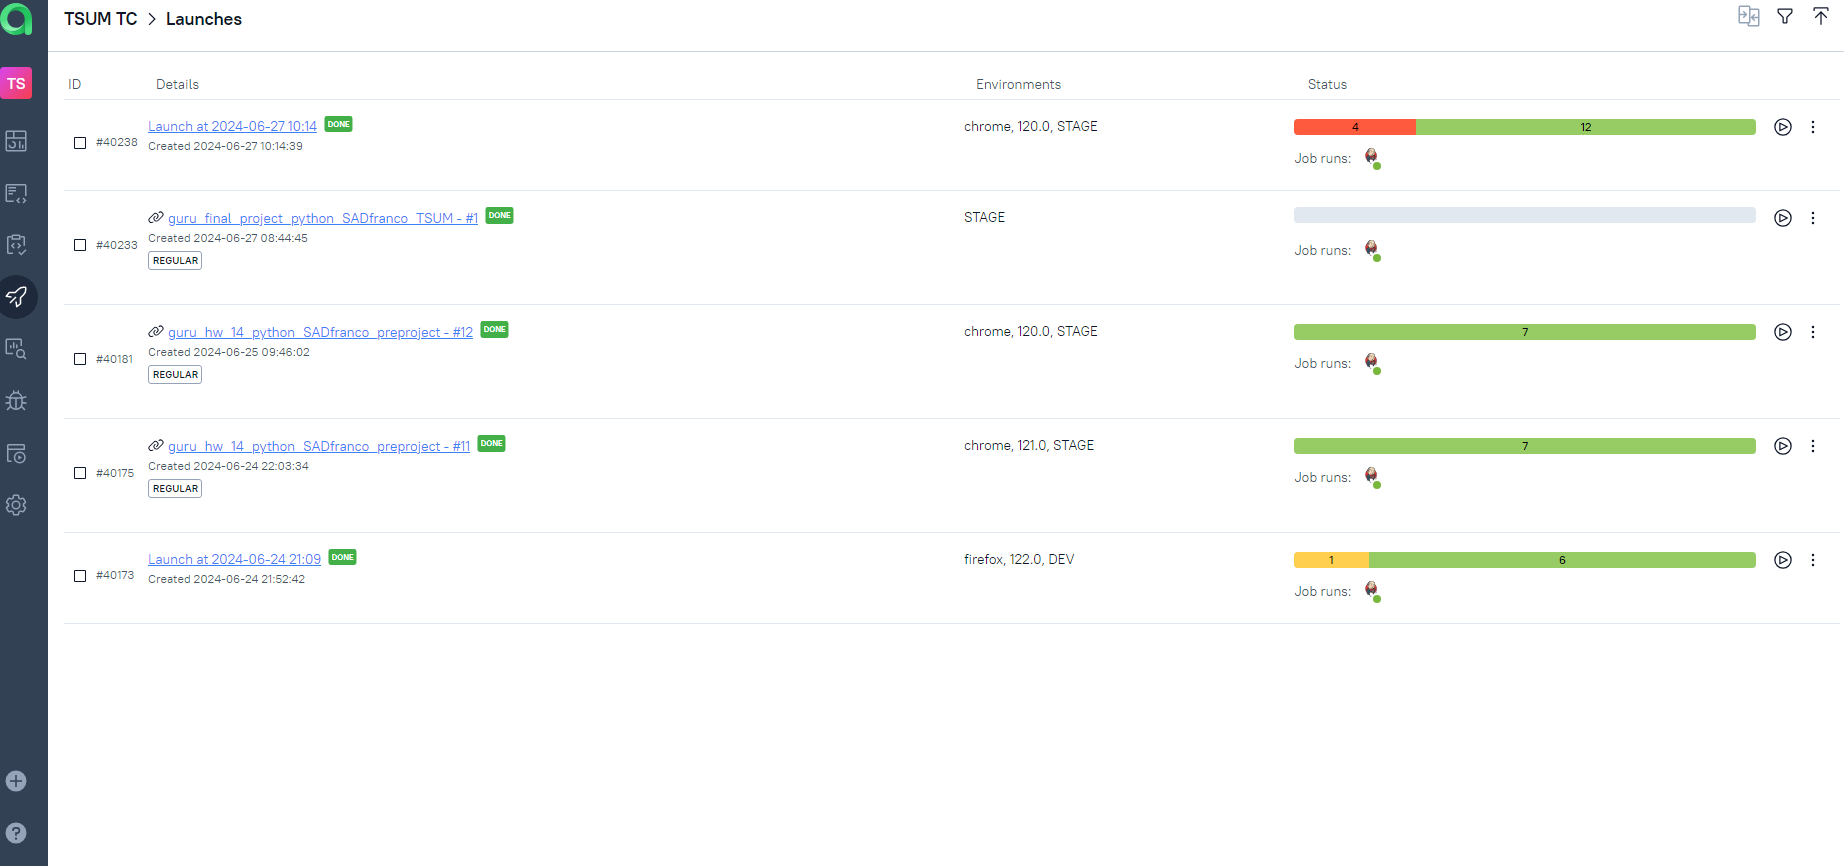 TSUM TC > Launches
TS
ID Details Environments Status
Launch at 2024-06-27 10:14 DONE chrome, 120.0, STAGE 4 12
#40238 Created 2024-06-27 10:14:39
Job runs:
guru_final_project_python_SADfranco_TSUM - #1 DONE STAGE
#40233 Created 2024-06-27 08:44:45
Job runs:
REGULAR
guru_hw_14_python_SADfranco_preproject - #12 DONE chrome, 120.0, STAGE 7
#40181 Created 2024-06-25 09:46:02
Job runs:
REGULAR
guru_hw_14_python_SADfranco_preproject - #11 DONE chrome, 121.0, STAGE 7
#40175 Created 2024-06-24 22:03:34
Job runs:
REGULAR
Launch at 2024-06-24 21:09 DONE firefox, 122.0, DEV 1 6
#40173 Created 2024-06-24 21:52:42
Job runs: